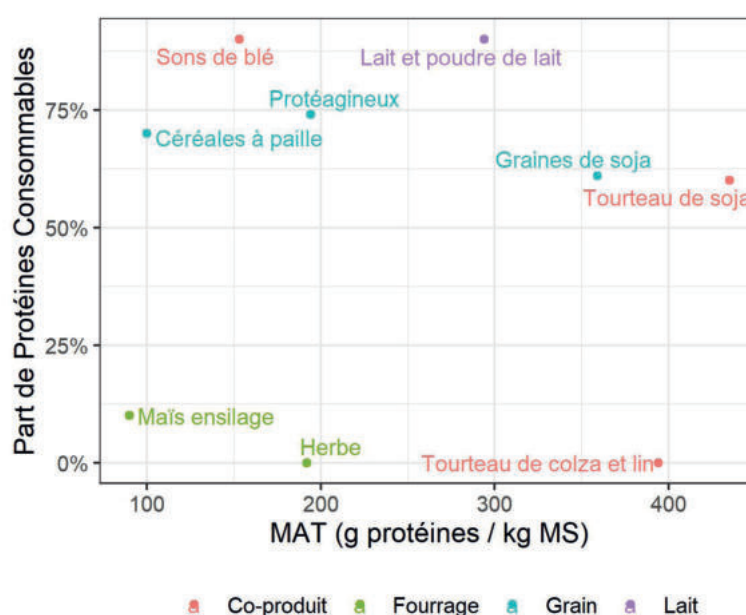 Part de Protéines Consommables
Sons de blé
Lait et poudre de lait
Protéagineux
75%
Céréales à paille
Graines de soja
Tourteau de soja
50%
25%
Maïs ensilage
Herbe
0%
Tourteau de colza et lin
100 200 300 400
MAT (g protéines / kg MS)
Co-produit Fourrage Grain Lait